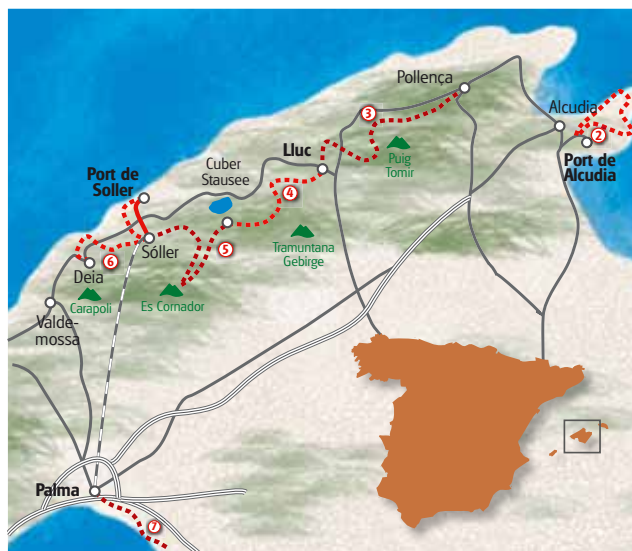 Pollença
3
Alcudia
2
Port de
Alcudia
Puig
Tomir
Lluc
Cuber
Stausee
Port de
Soller
4
Tramuntana
Gebirge
5
Sóller
6
Deia
Es Cornador
Carapoli
Valde-
mossa
Palma
7